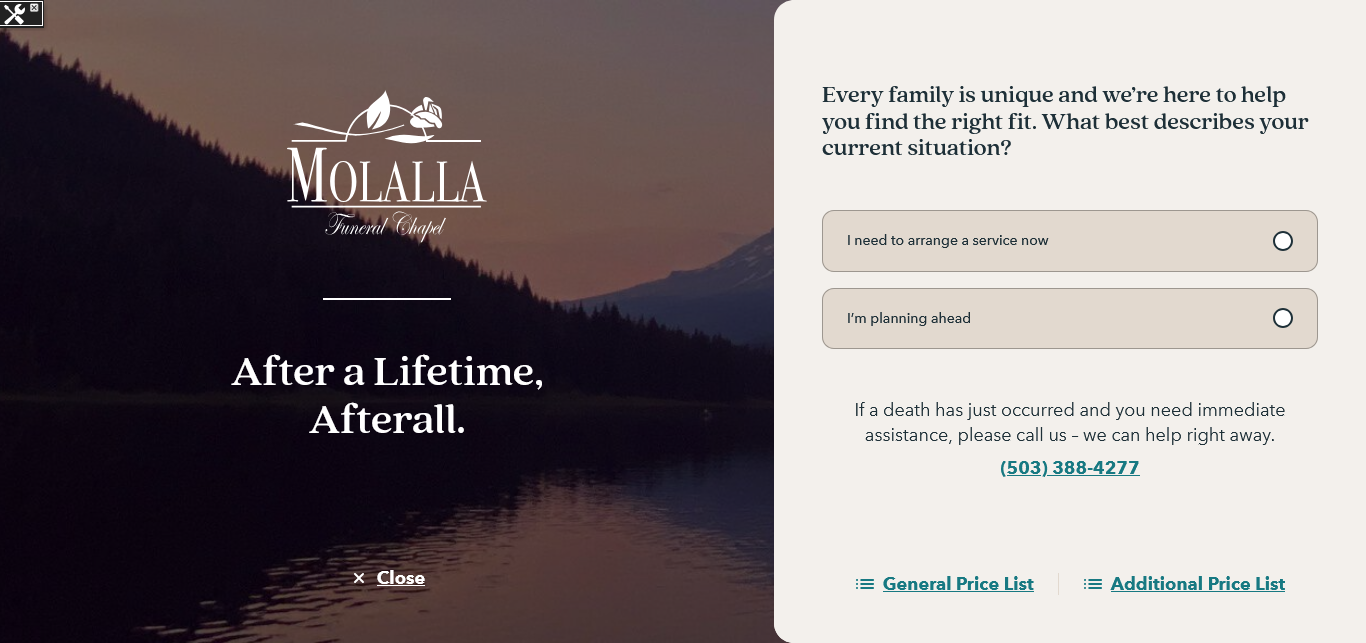 MOLALLA
Funeral Chapel
After a Lifetime,
Afterall.
Close
Every family is unique and we’re here to help
you find the right fit. What best describes your
current situation?
I need to arrange a service now
I’m planning ahead
If a death has just occurred and you need immediate
assistance, please call us – we can help right away.
(503) 388-4277
General Price List
Additional Price List